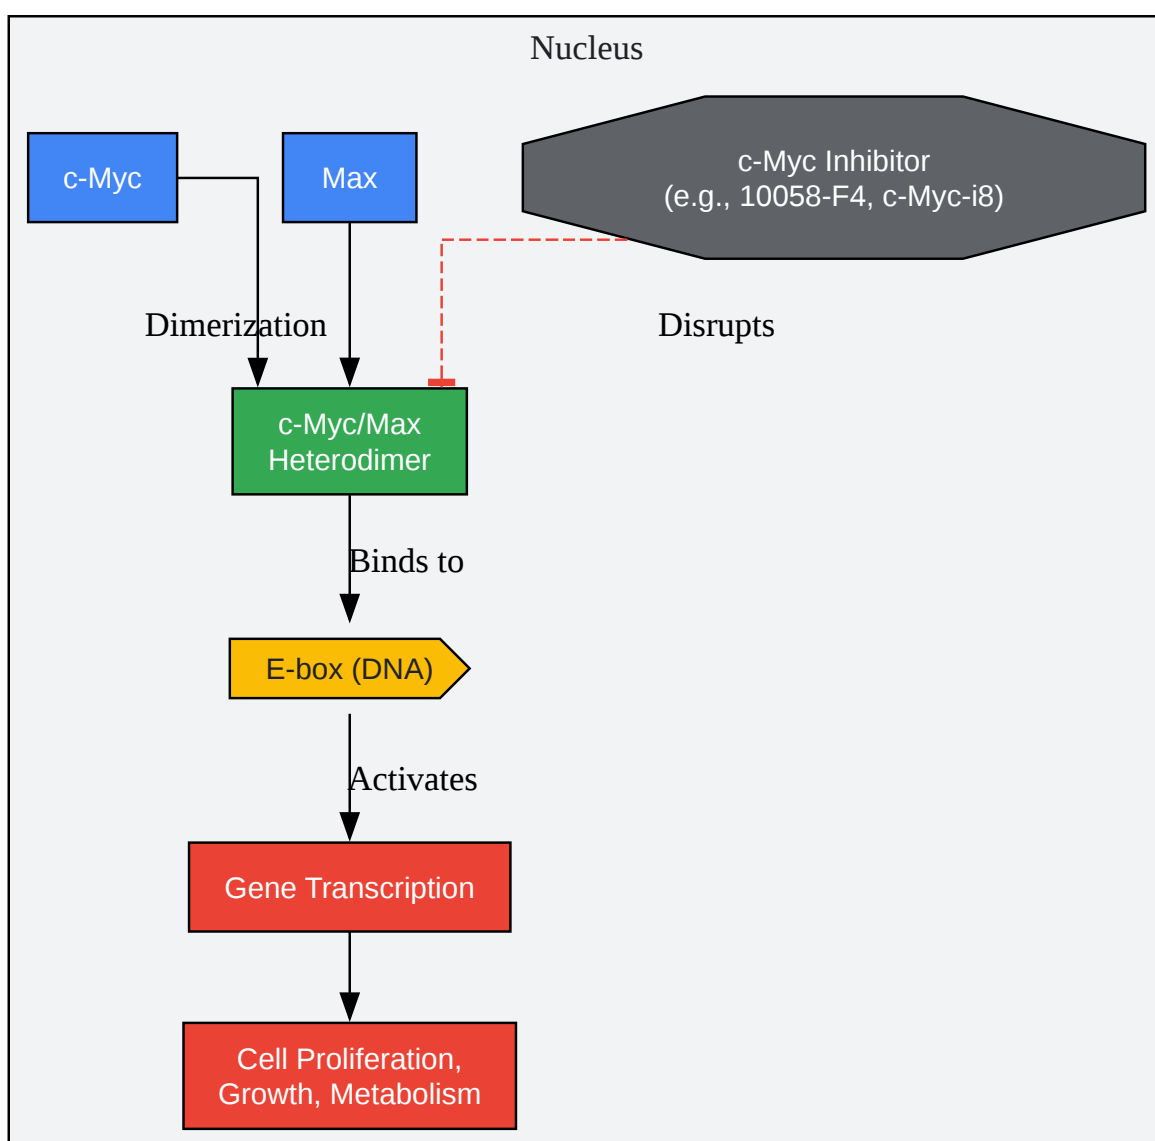 Nucleus
c-Myc
Max
c-Myc Inhibitor
(e.g., 10058-F4, c-Myc-i8)
Dimerization
Disrupts
c-Myc/Max
Heterodimer
Binds to
E-box (DNA)
Activates
Gene Transcription
Cell Proliferation,
Growth, Metabolism